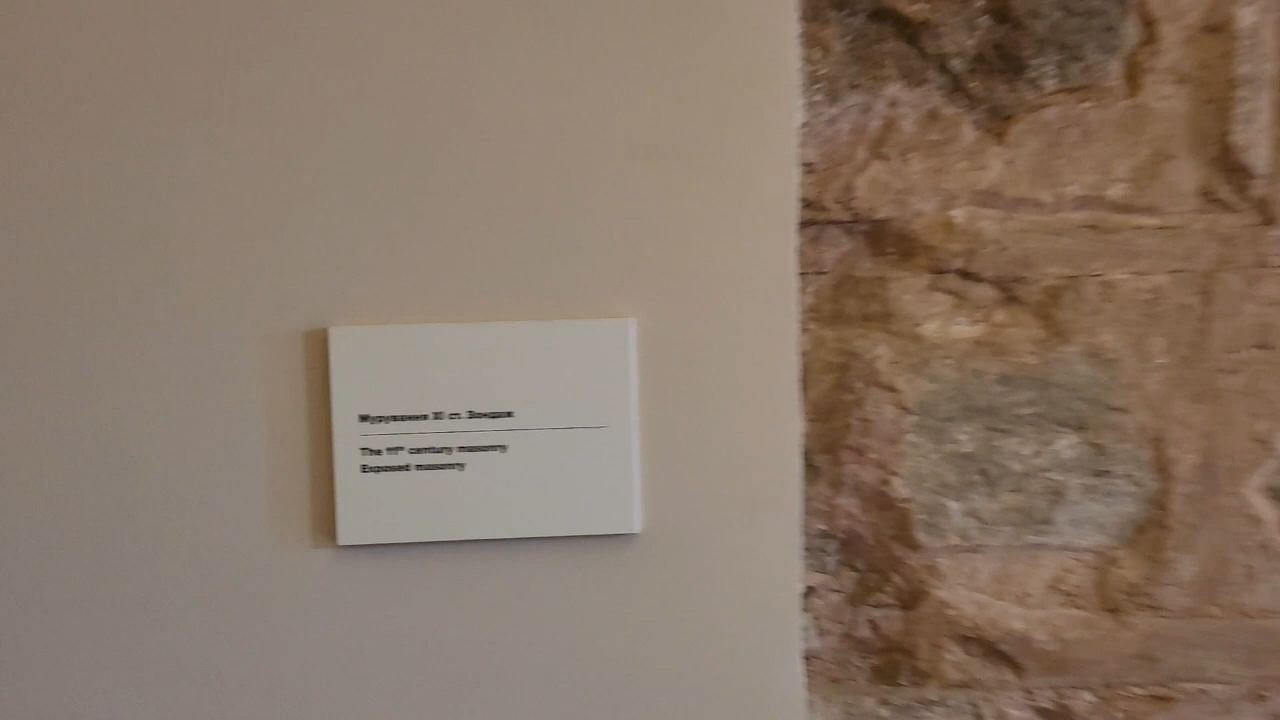 Мурування XI ст. Зондаж
The 11th century masonry
Exposed masonry